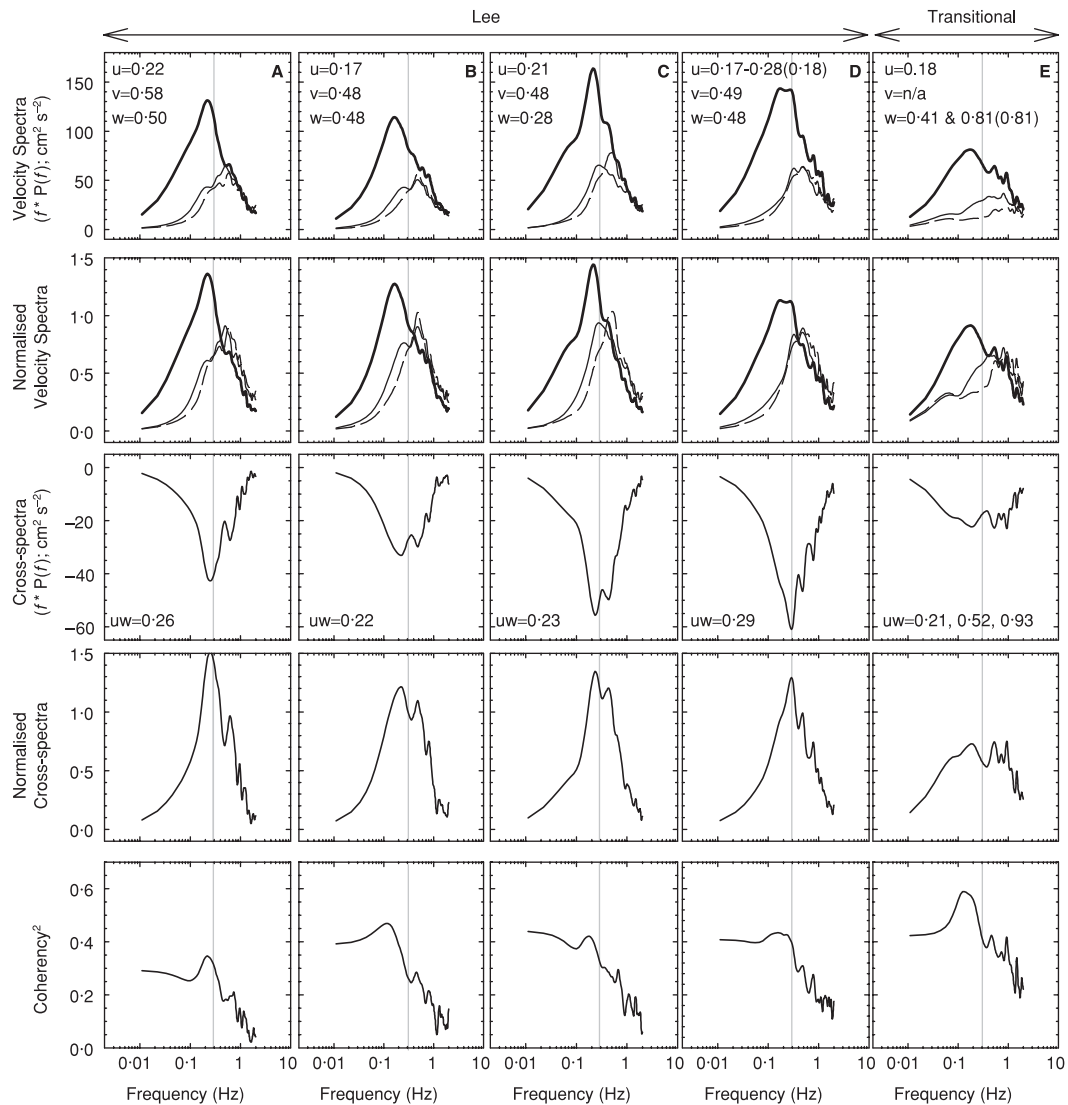 Lee
Transitional
u=0·22
v=0·58
w=0·50
A
u=0·17
v=0·48
w=0·48
B
u=0·21
v=0·48
w=0·28
C
u=0·17-0·28(0·18)
v=0·49
w=0·48
D
u=0.18
v=n/a
w=0·41 & 0·81(0·81)
E
Velocity Spectra
(f* P(f); cm² s⁻²)
150
100
50
0
Normalised
Velocity Spectra
1·5
1·0
0·5
0·0
Cross-spectra
(f* P(f); cm² s⁻²)
0
−20
−40
−60
uw=0·26
uw=0·22
uw=0·23
uw=0·29
uw=0·21, 0·52, 0·93
Normalised
Cross-spectra
1·5
1·0
0·5
0·0
Coherency²
0·6
0·4
0·2
0·0
0·01 0·1 1 10
0·01 0·1 1 10
0·01 0·1 1 10
0·01 0·1 1 10
0·01 0·1 1 10
Frequency (Hz)
Frequency (Hz)
Frequency (Hz)
Frequency (Hz)
Frequency (Hz)